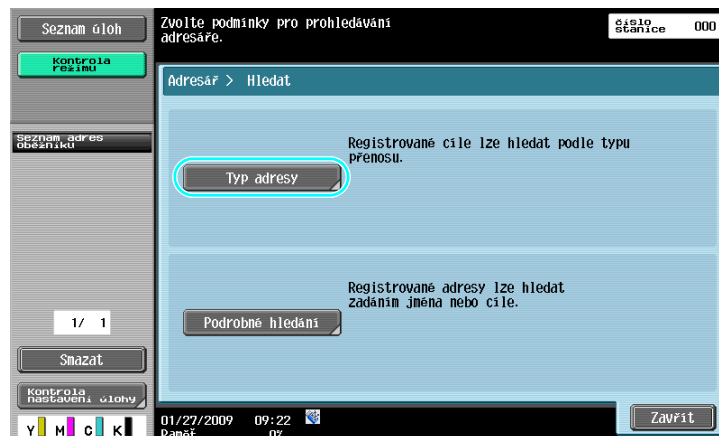 Seznam úloh
Kontrola
režimu
Seznam adres
oběžníku
1/ 1
Smazat
Kontrola
nastavení úlohy
Y M C K
Zvolte podmínky pro prohledávání
adresáře.
číslo
stanice 000
Adresář > Hledat
Registrované cíle lze hledat podle typu
přenosu.
Typ adresy
Registrované adresy lze hledat
zadáním jména nebo cíle.
Podrobné hledání
Zavřít
01/27/2009 09:22
Paměť 0%